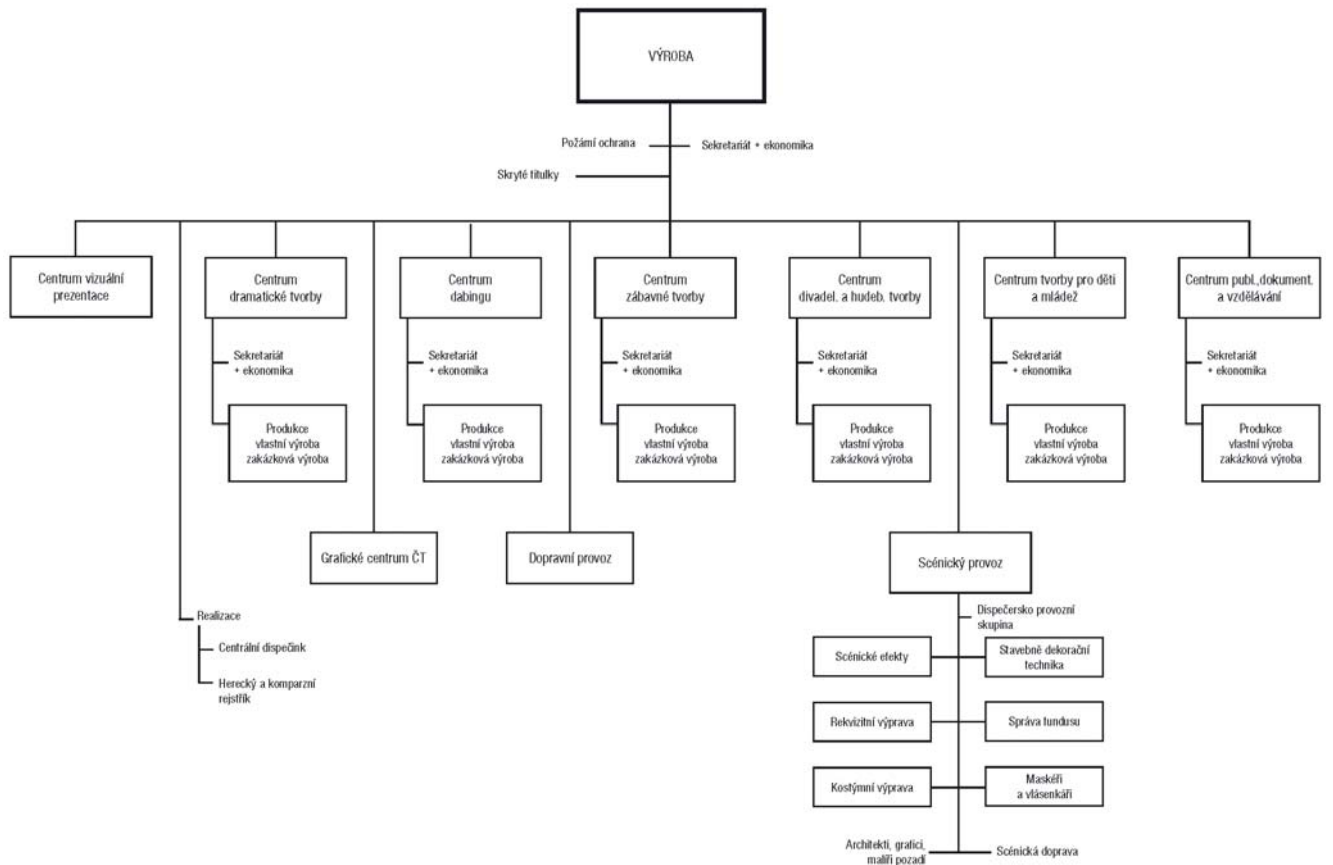 VÝROBA
Požární ochrana
Sekretariát + ekonomika
Skryté titulky
Centrum vizuální
prezentace
Centrum
dramatické tvorby
Centrum
dabingu
Centrum
zábavné tvorby
Centrum
divadel. a hudeb. tvorby
Centrum tvorby pro děti
a mládež
Centrum publ.,dokument.
a vzdělávání
Sekretariát
+ ekonomika
Sekretariát
+ ekonomika
Sekretariát
+ ekonomika
Sekretariát
+ ekonomika
Sekretariát
+ ekonomika
Sekretariát
+ ekonomika
Produkce
vlastní výroba
zakázková výroba
Produkce
vlastní výroba
zakázková výroba
Produkce
vlastní výroba
zakázková výroba
Produkce
vlastní výroba
zakázková výroba
Produkce
vlastní výroba
zakázková výroba
Produkce
vlastní výroba
zakázková výroba
Grafické centrum ČT
Dopravní provoz
Scénický provoz
Realizace
Centrální dispečink
Herecký a komparzní
rejstřík
Dispečersko provozní
skupina
Scénické efekty
Stavebně dekorační
technika
Rekvizitní výprava
Správa fundusu
Kostýmní výprava
Maskéři
a vlásenkáři
Architekti, grafici,
malíři pozadí
Scénická doprava